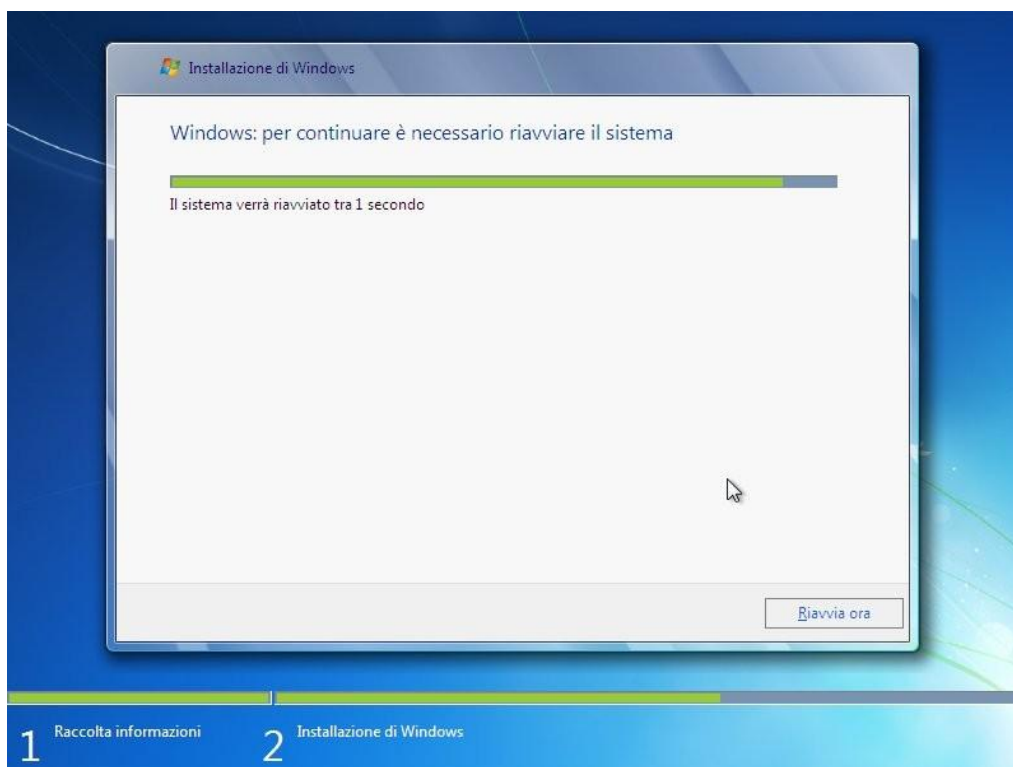 Installazione di Windows
Windows: per continuare è necessario riavviare il sistema
Il sistema verrà riavviato tra 1 secondo
Riavvia ora
1 Raccolta informazioni 2 Installazione di Windows